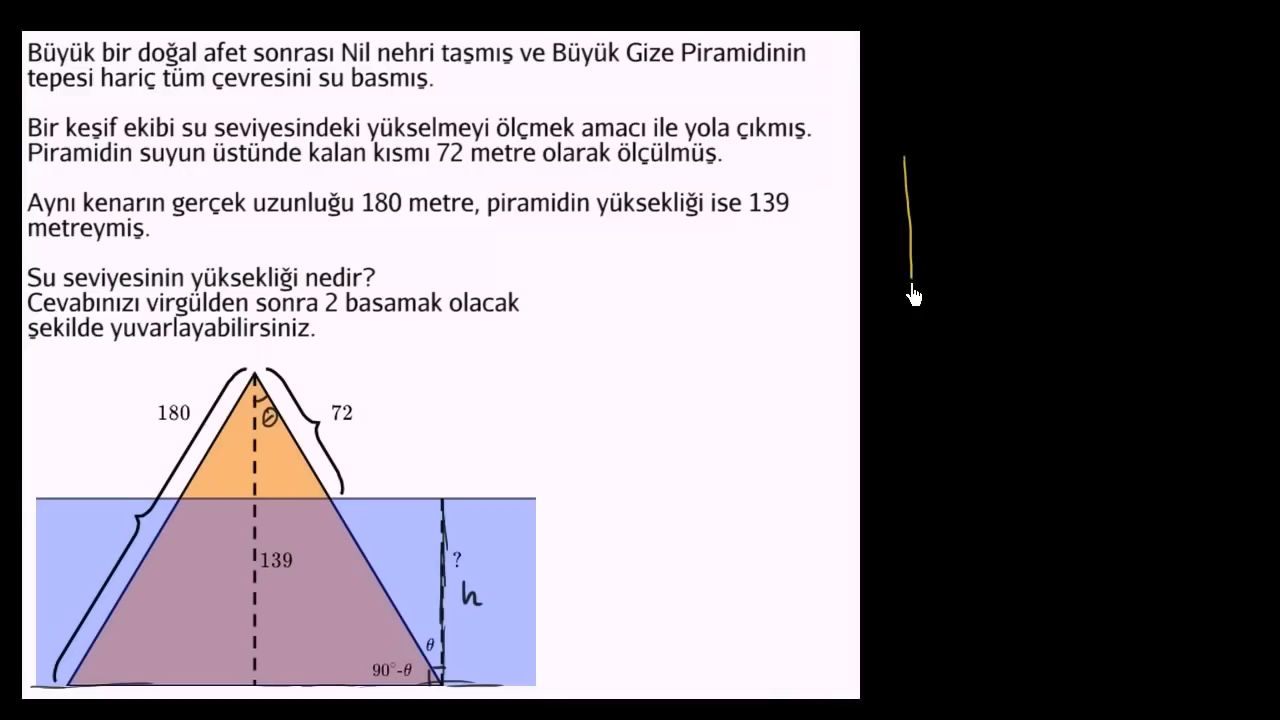 Büyük bir doğal afet sonrası Nil nehri taşmış ve Büyük Gize Piramidinin
tepesi hariç tüm çevresini su basmış.
Bir keşif ekibi su seviyesindeki yükselmeyi ölçmek amacı ile yola çıkmış.
Piramidin suyun üstünde kalan kısmı 72 metre olarak ölçülmüş.
Aynı kenarın gerçek uzunluğu 180 metre, piramidin yüksekliği ise 139
metreymiş.
Su seviyesinin yüksekliği nedir?
Cevabınızı virgülden sonra 2 basamak olacak
şekilde yuvarlayabilirsiniz.
180
θ
72
139
?
h
θ
90°-θ